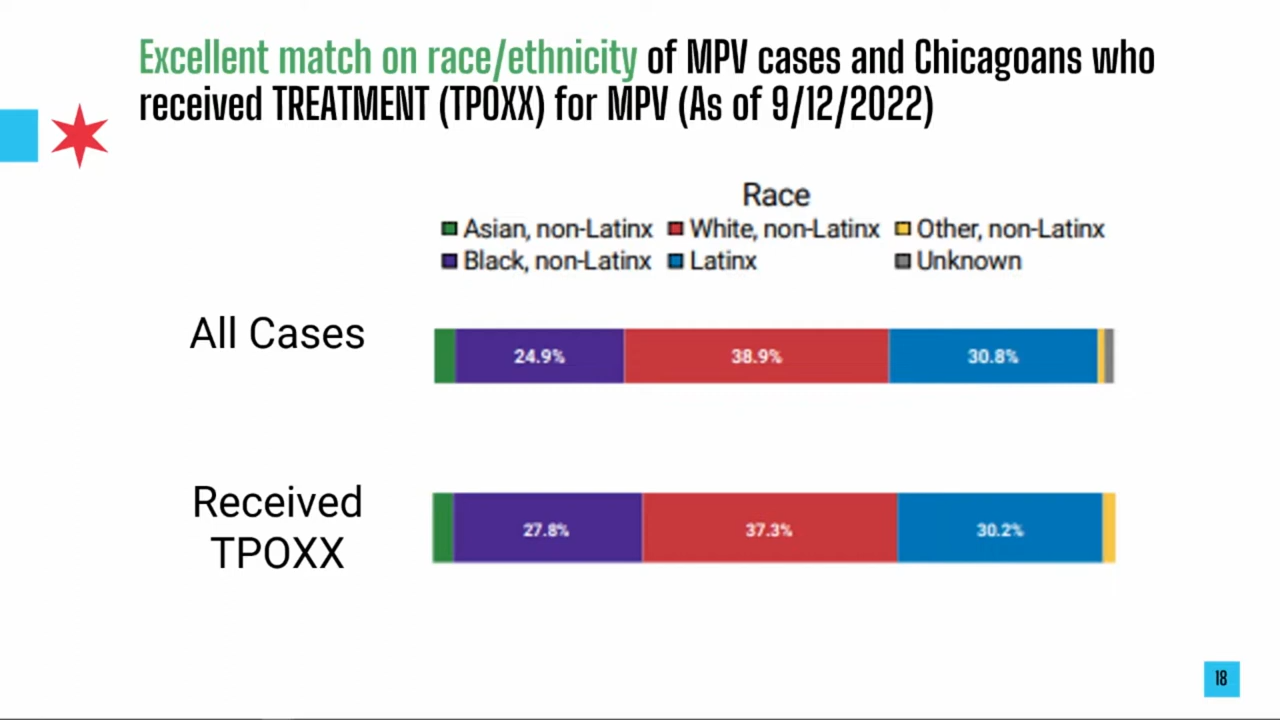 Excellent match on race/ethnicity of MPV cases and Chicagoans who
received TREATMENT (TPOXX) for MPV (As of 9/12/2022)
Race
Asian, non-Latinx White, non-Latinx Other, non-Latinx
Black, non-Latinx Latinx Unknown
All Cases
24.9% 38.9% 30.8%
Received
TPOXX
27.8% 37.3% 30.2%
18